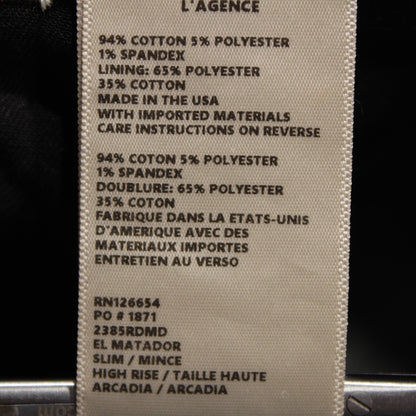 L'AGENCE
94% COTTON 5% POLYESTER
1% SPANDEX
LINING: 65% POLYESTER
35% COTTON
MADE IN THE USA
WITH IMPORTED MATERIALS
CARE INSTRUCTIONS ON REVERSE
94% COTON 5% POLYESTER
1% SPANDEX
DOUBLURE: 65% POLYESTER
35% COTON
FABRIQUE DANS LA ETATS-UNIS
D'AMERIQUE AVEC DES
MATERIAUX IMPORTES
ENTRETIEN AU VERSO
RN126654
PO # 1871
2385RDMD
EL MATADOR
SLIM / MINCE
HIGH RISE / TAILLE HAUTE
ARCADIA / ARCADIA